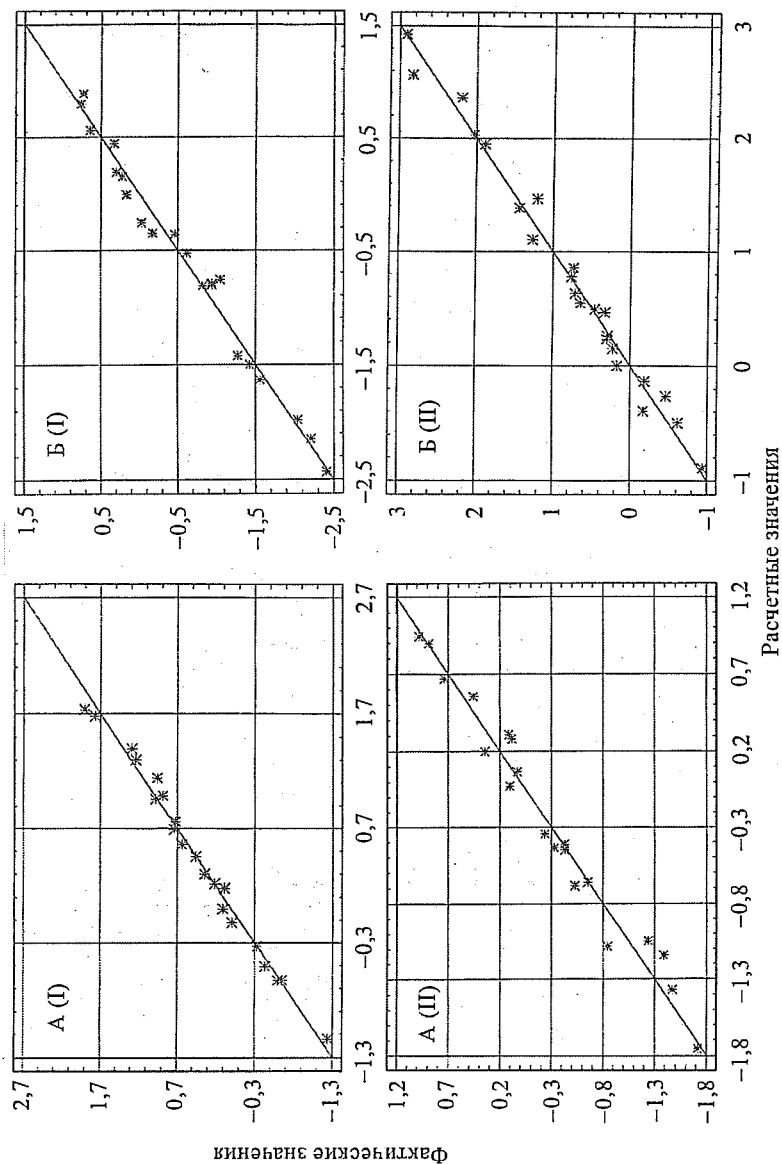 Фактические значения
А (I)
2,7
1,7
0,7
−0,3
−1,3
−1,3 −0,3 0,7 1,7 2,7
Б (I)
1,5
0,5
−0,5
−1,5
−2,5
−2,5 −1,5 −0,5 0,5 1,5
А (II)
1,2
0,7
0,2
−0,3
−0,8
−1,3
−1,8
−1,8 −1,3 −0,8 −0,3 0,2 0,7 1,2
Б (II)
3
2
1
0
−1
−1 0 1 2 3
Расчетные значения